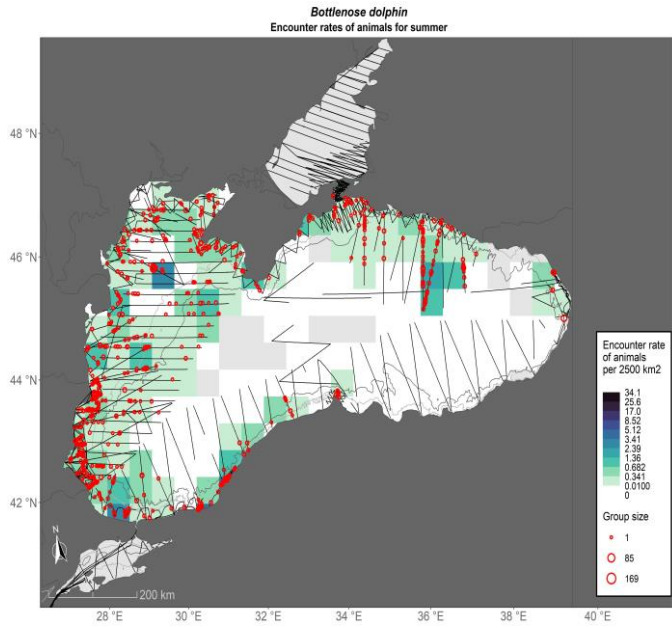 Bottlenose dolphin
Encounter rates of animals for summer
48 °N
46 °N
44 °N
42 °N
Encounter rate
of animals
per 2500 km2
34.1
25.6
17.0
8.52
5.12
3.41
2.39
1.36
0.682
0.341
0.0100
0
Group size
1
85
169
N
200 km
28 °E
30 °E
32 °E
34 °E
36 °E
38 °E
40 °E